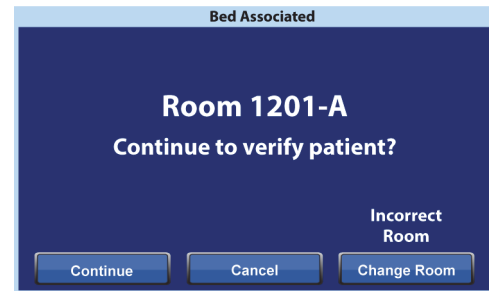 Bed Associated
Room 1201-A
Continue to verify patient?
Incorrect
Room
Continue
Cancel
Change Room